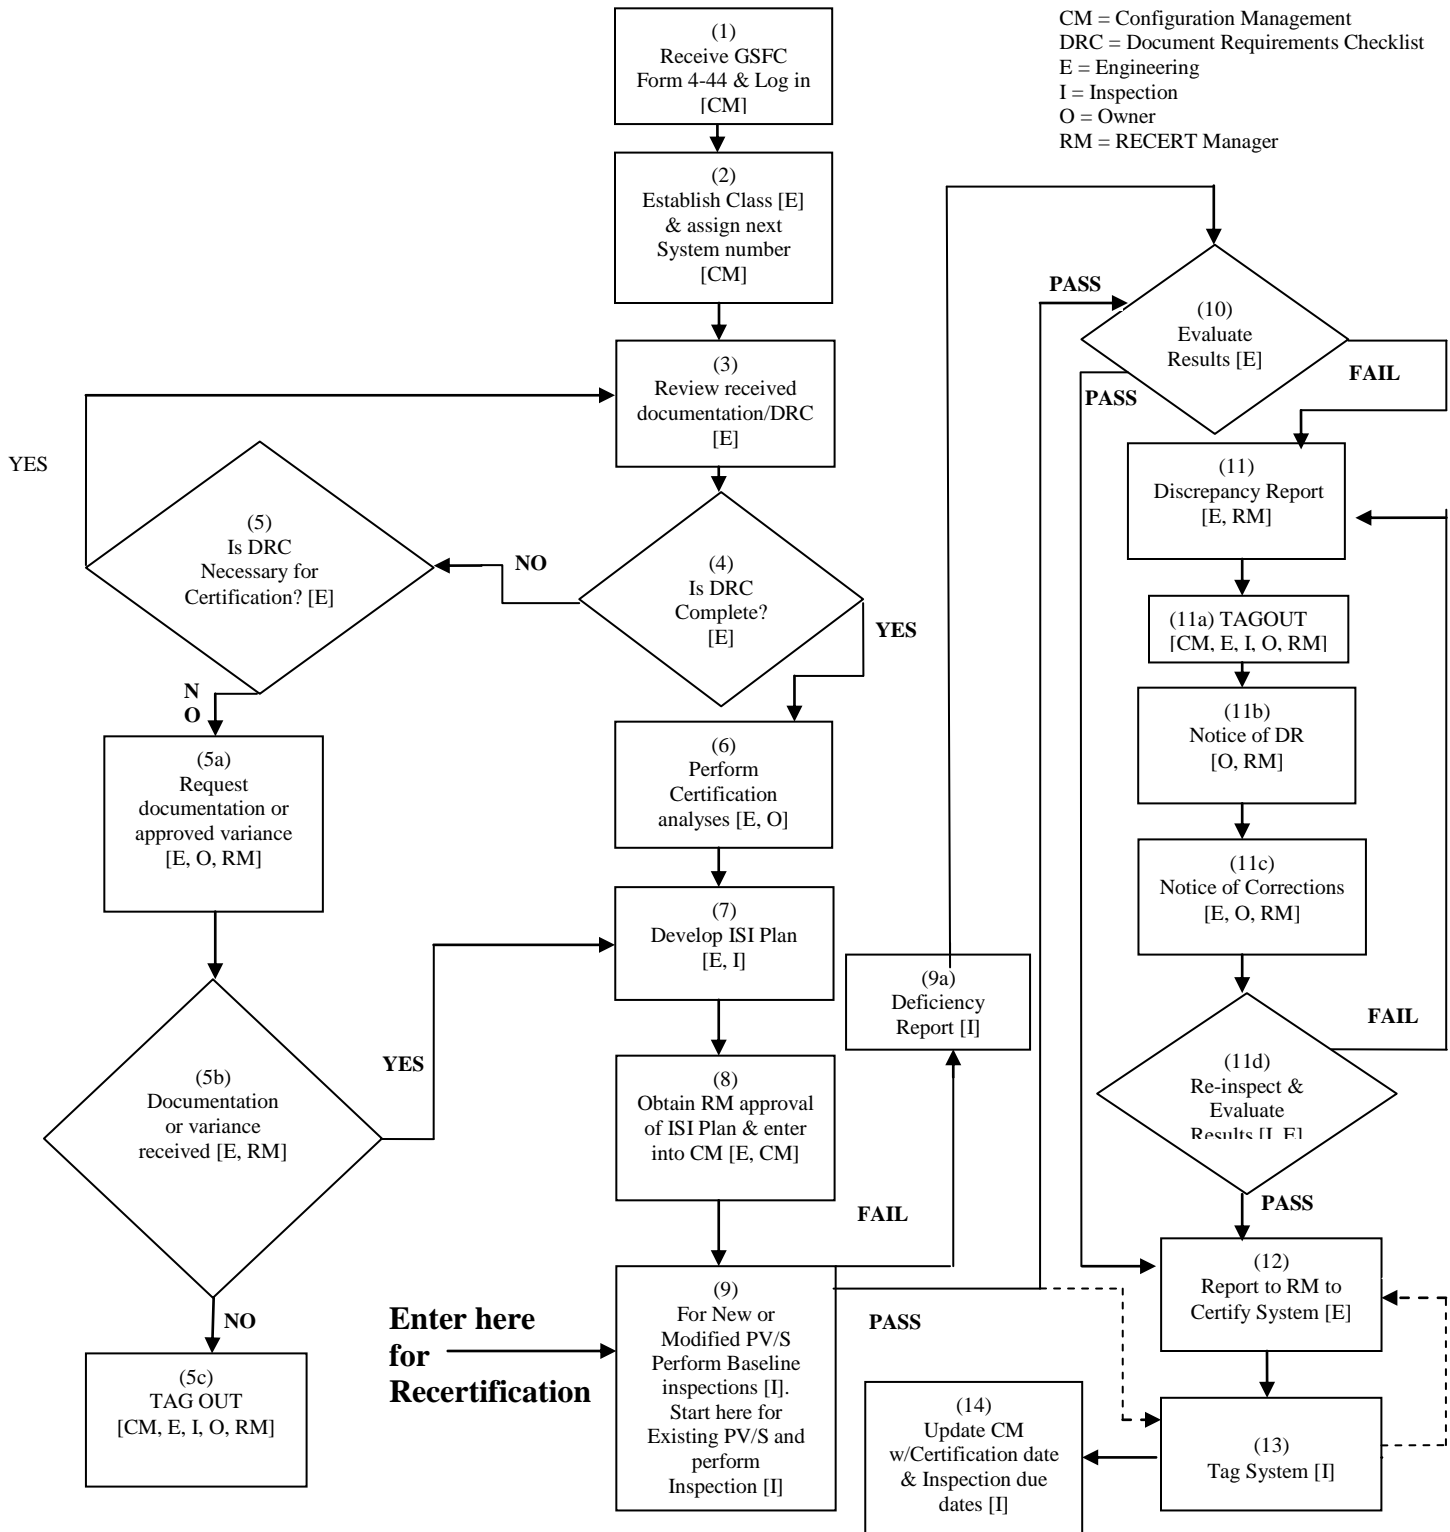 CM = Configuration Management
DRC = Document Requirements Checklist
E = Engineering
I = Inspection
O = Owner
RM = RECERT Manager
(1)
Receive GSFC
Form 4-44 & Log in
[CM]
(2)
Establish Class [E]
& assign next
System number
[CM]
(3)
Review received
documentation/DRC
[E]
(4)
Is DRC
Complete?
[E]
NO
YES
(5)
Is DRC
Necessary for
Certification? [E]
YES
N
O
(5a)
Request
documentation or
approved variance
[E, O, RM]
(5b)
Documentation
or variance
received [E, RM]
YES
NO
(5c)
TAG OUT
[CM, E, I, O, RM]
(6)
Perform
Certification
analyses [E, O]
(7)
Develop ISI Plan
[E, I]
(8)
Obtain RM approval
of ISI Plan & enter
into CM [E, CM]
Enter here
for
Recertification
(9)
For New or
Modified PV/S
Perform Baseline
inspections [I].
Start here for
Existing PV/S and
perform
Inspection [I]
FAIL
PASS
(9a)
Deficiency
Report [I]
PASS
(10)
Evaluate
Results [E]
FAIL
PASS
(11)
Discrepancy Report
[E, RM]
(11a) TAGOUT
[CM, E, I, O, RM]
(11b)
Notice of DR
[O, RM]
(11c)
Notice of Corrections
[E, O, RM]
(11d)
Re-inspect &
Evaluate
Results [I, E]
FAIL
PASS
(12)
Report to RM to
Certify System [E]
(13)
Tag System [I]
(14)
Update CM
w/Certification date
& Inspection due
dates [I]